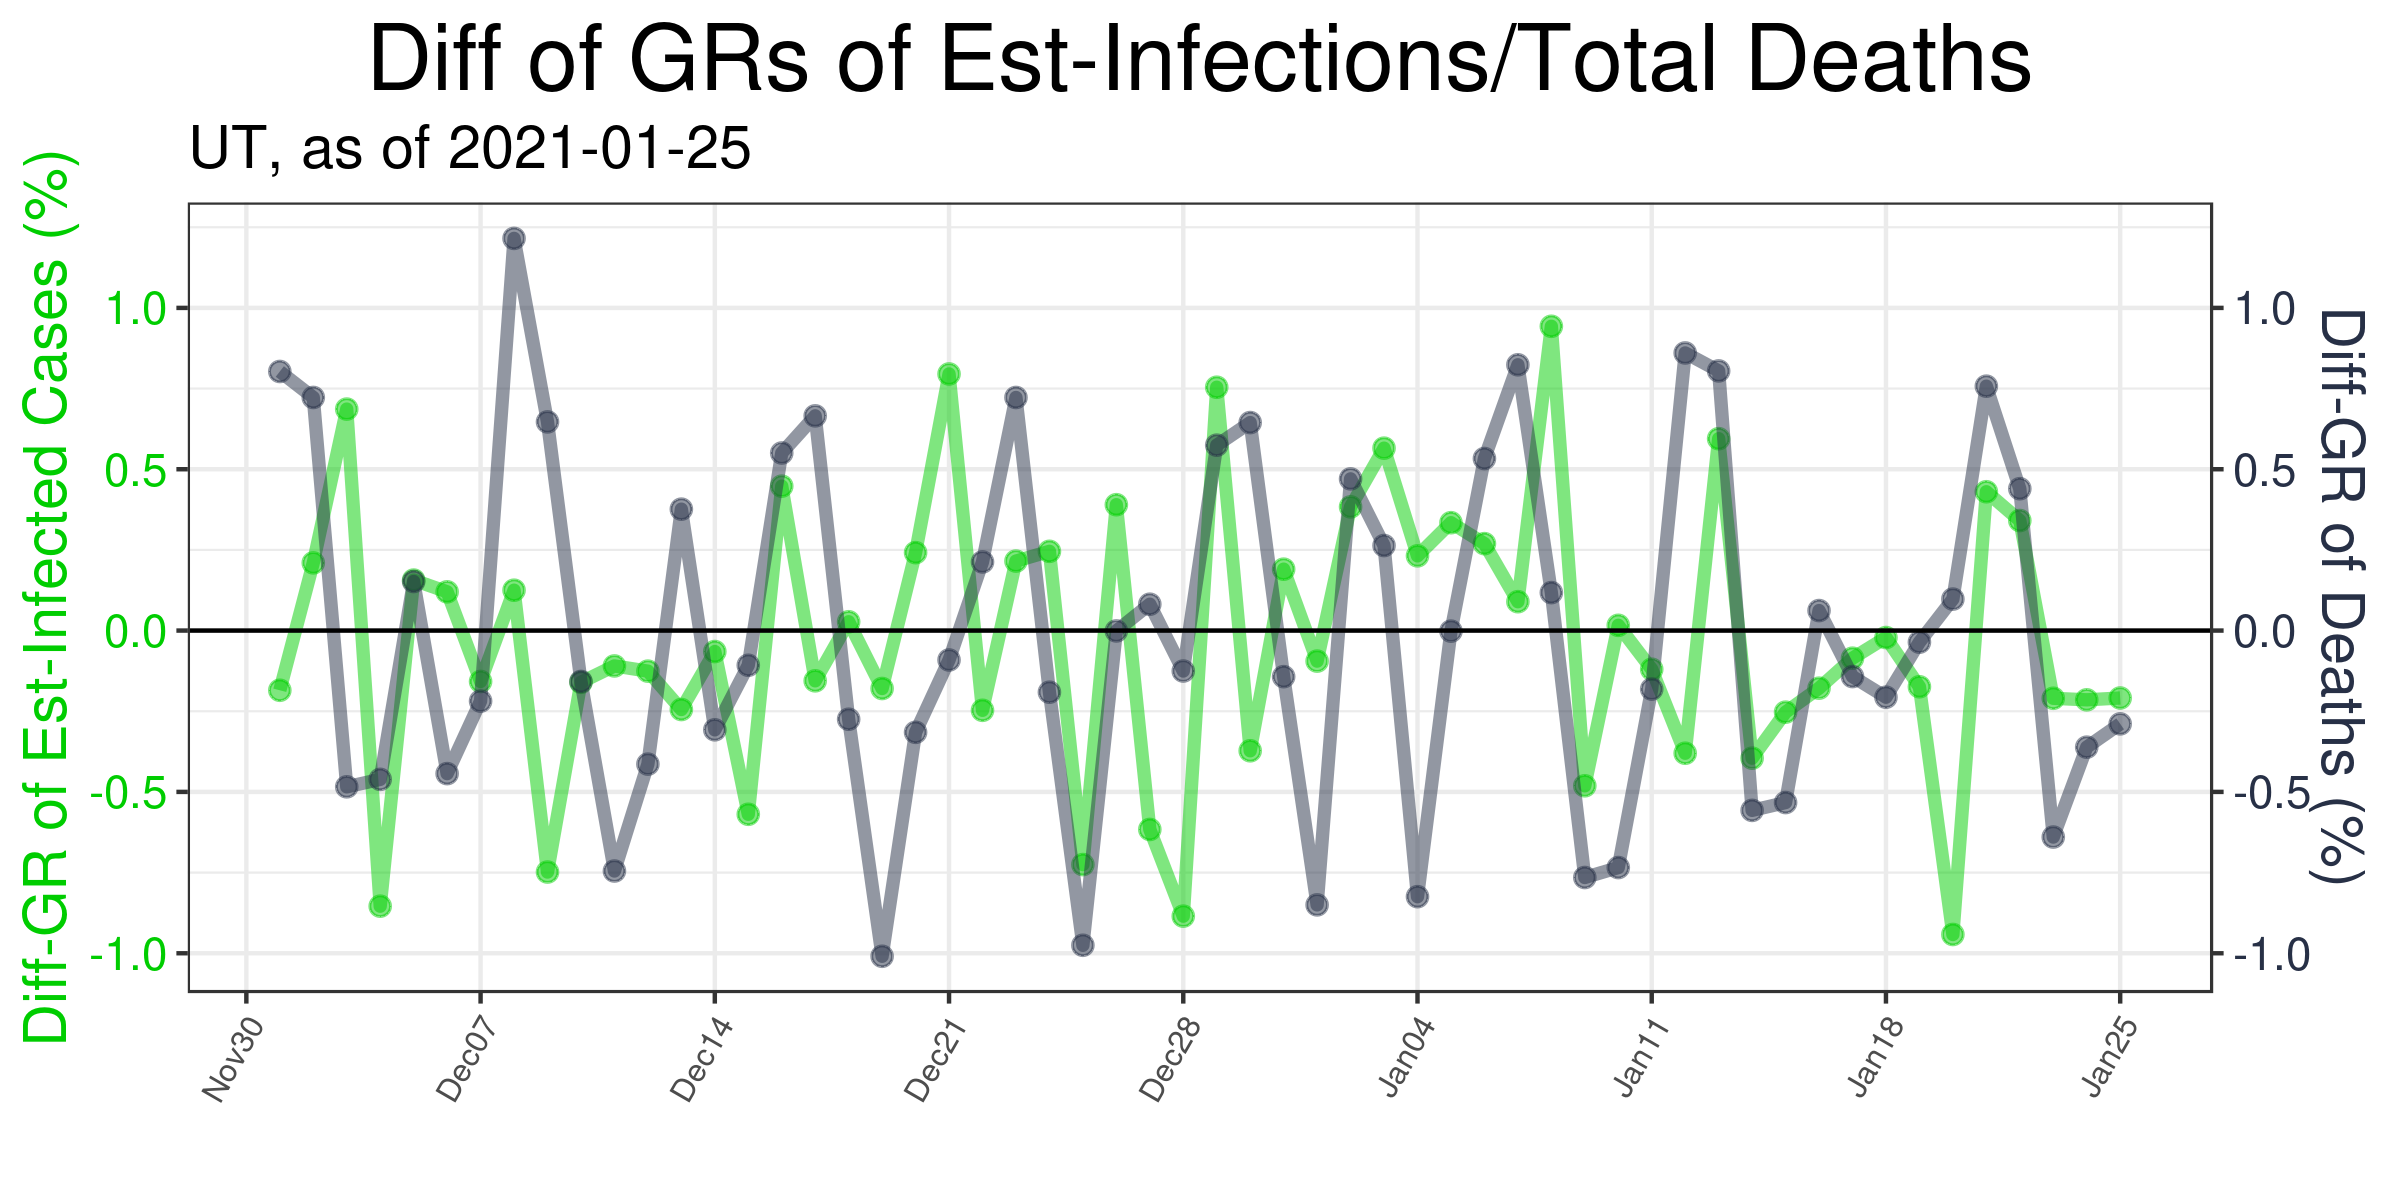 Diff of GRs of Est-Infections/Total Deaths
UT, as of 2021-01-25
Diff-GR of Est-Infected Cases (%)
1.0
0.5
0.0
-0.5
-1.0
1.0
0.5
0.0
-0.5
-1.0
Diff-GR of Deaths (%)
Nov30
Dec07
Dec14
Dec21
Dec28
Jan04
Jan11
Jan18
Jan25